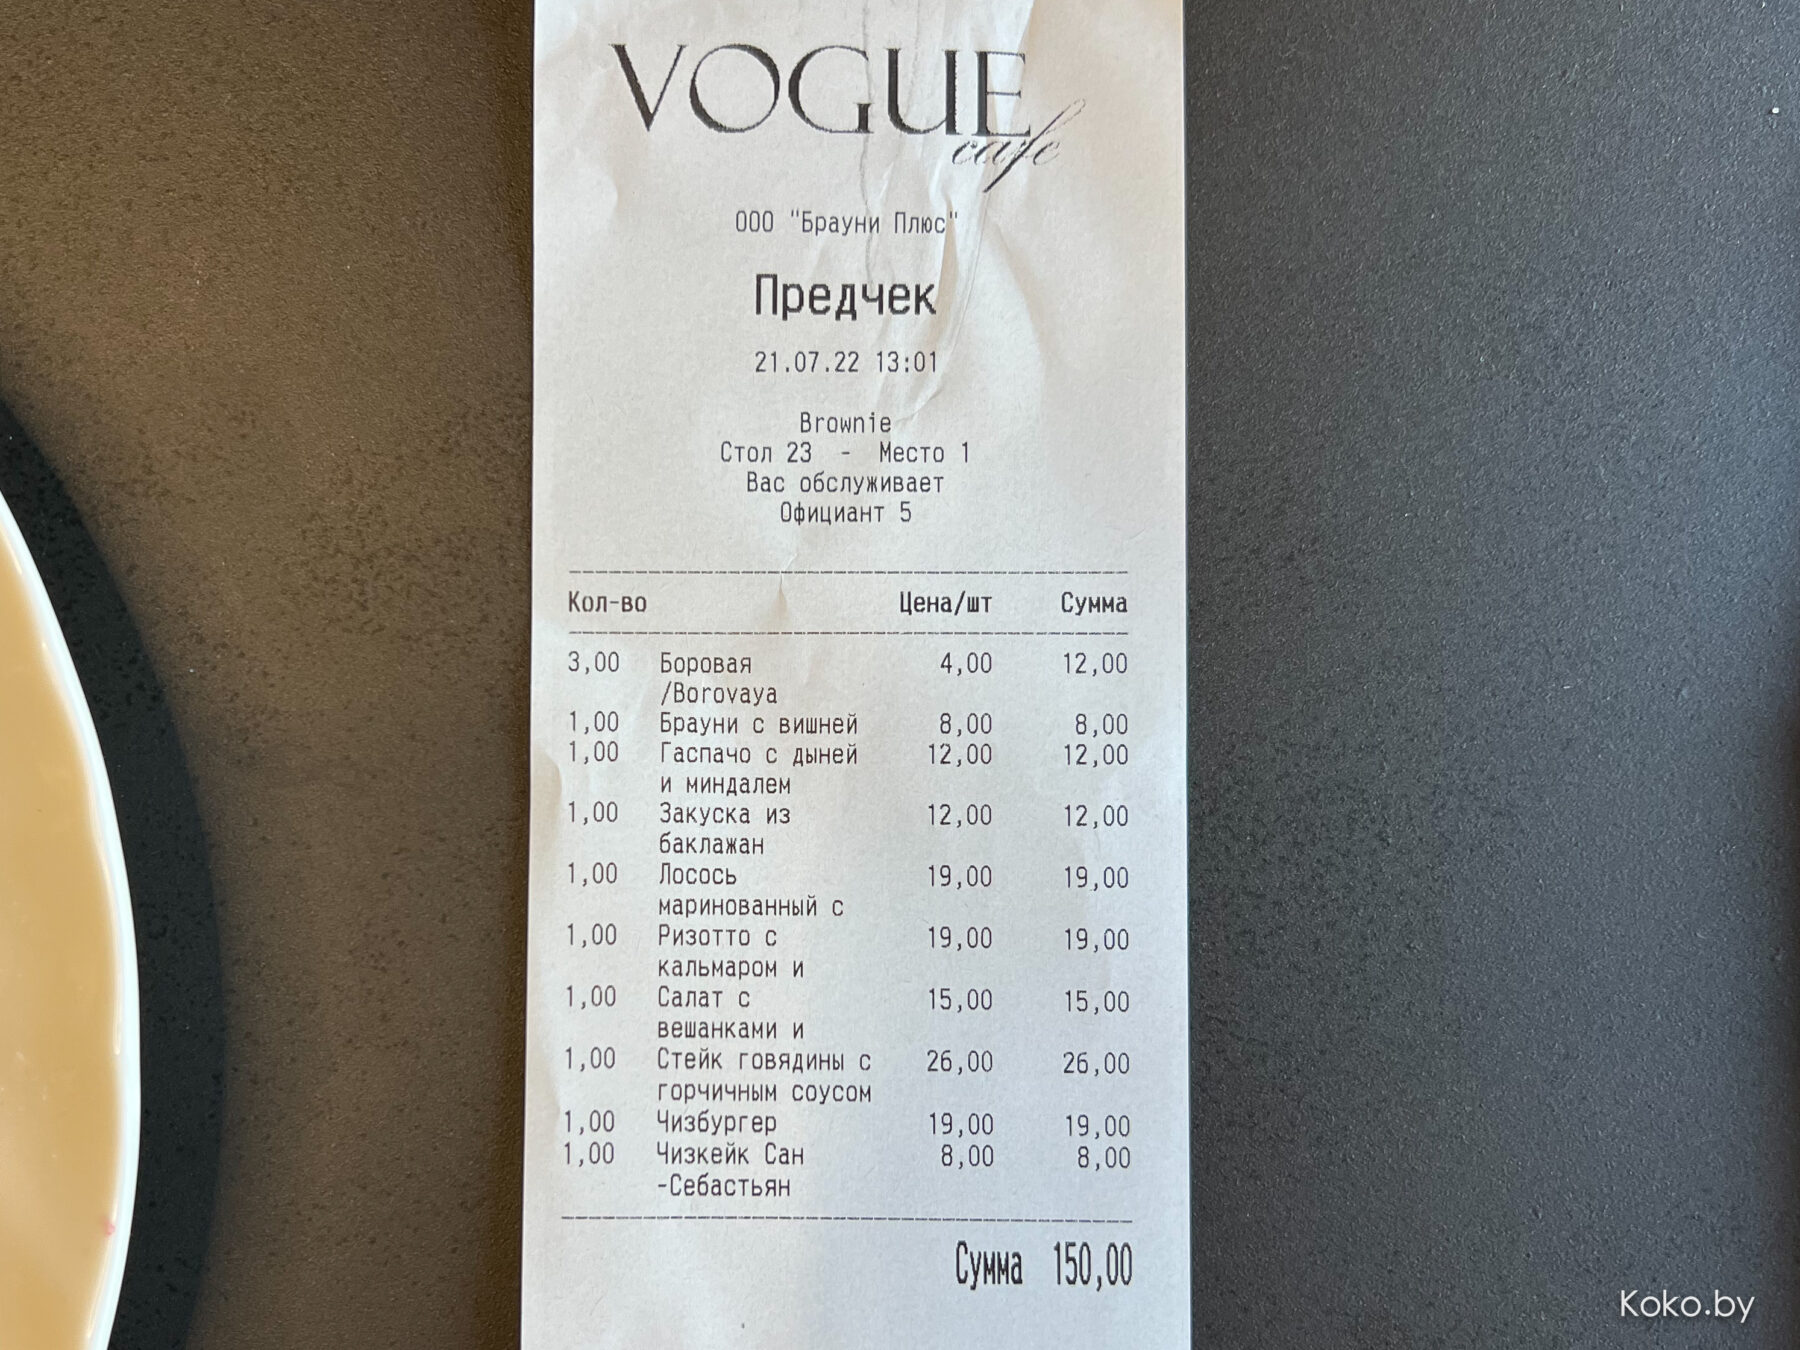 VOGUE
cafe
ООО "Брауни Плюс"
Предчек
21.07.22 13:01
Brownie
Стол 23 - Место 1
Вас обслуживает
Официант 5
Кол-во Цена/шт Сумма
3,00 Боровая 4,00 12,00
/Borovaya
1,00 Брауни с вишней 8,00 8,00
1,00 Гаспачо с дыней 12,00 12,00
и миндалем
1,00 Закуска из 12,00 12,00
баклажан
1,00 Лосось 19,00 19,00
маринованный с
1,00 Ризотто с 19,00 19,00
кальмаром и
1,00 Салат с 15,00 15,00
вешанками и
1,00 Стейк говядины с 26,00 26,00
горчичным соусом
1,00 Чизбургер 19,00 19,00
1,00 Чизкейк Сан 8,00 8,00
-Себастьян
Сумма 150,00
Koko.by